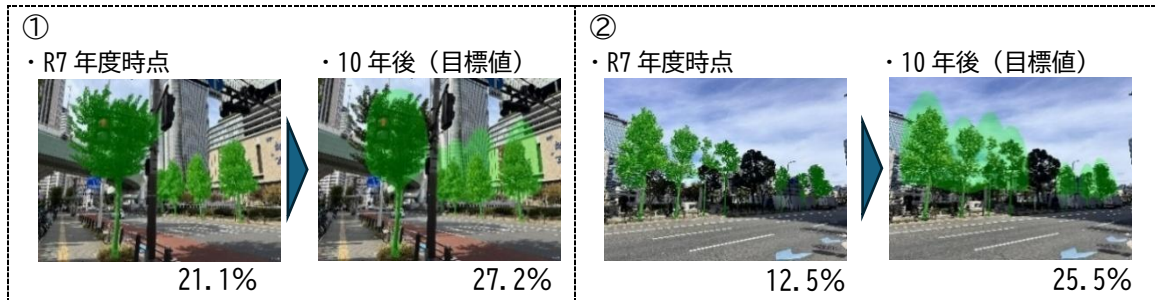 ①
・R7 年度時点
・10 年後（目標値）
21.1%
27.2%
②
・R7 年度時点
・10 年後（目標値）
12.5%
25.5%